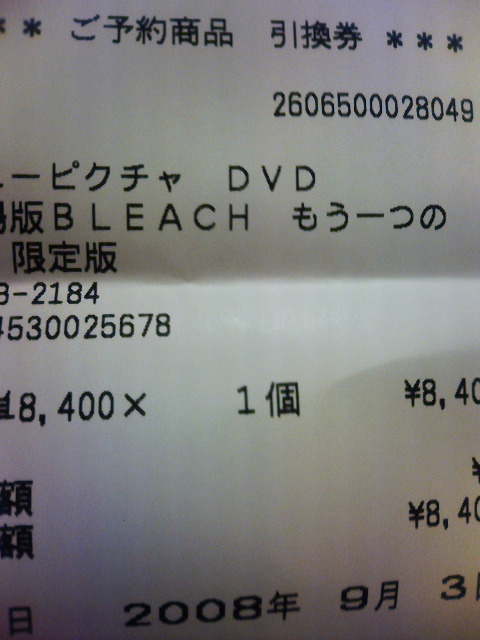 * * ご予約商品 引換券 * * *
2606500028049
ーピクチャ DVD
版BLEACH もう一つの
限定版
-2184
4530025678
18,400× 1個 ¥8,40
¥
額
額 ¥8,40
日 2008年 9月 3